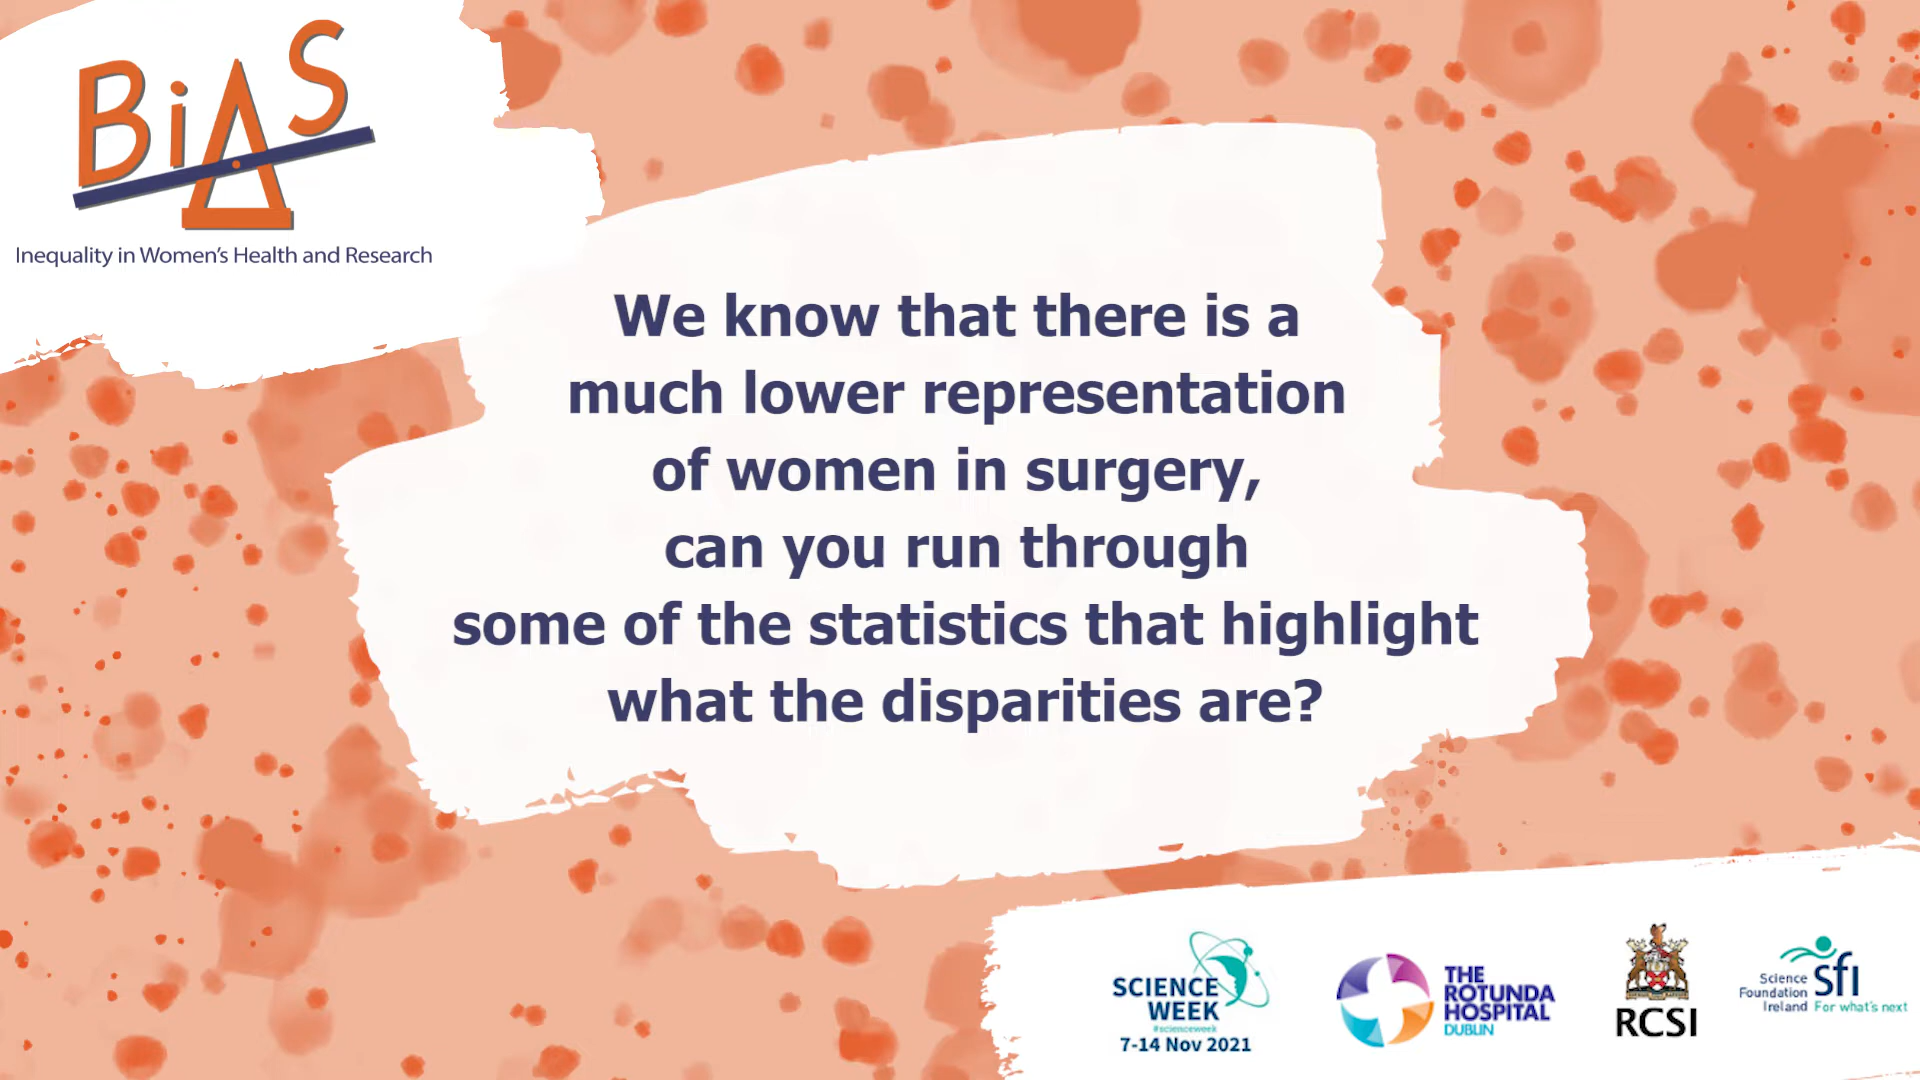 BiAS
Inequality in Women's Health and Research
We know that there is a
much lower representation
of women in surgery,
can you run through
some of the statistics that highlight
what the disparities are?
SCIENCE
WEEK
#scienceweek
7-14 Nov 2021
THE
ROTUNDA
HOSPITAL
DUBLIN
RCSI
Science
Foundation
Ireland
sfi
For what's next